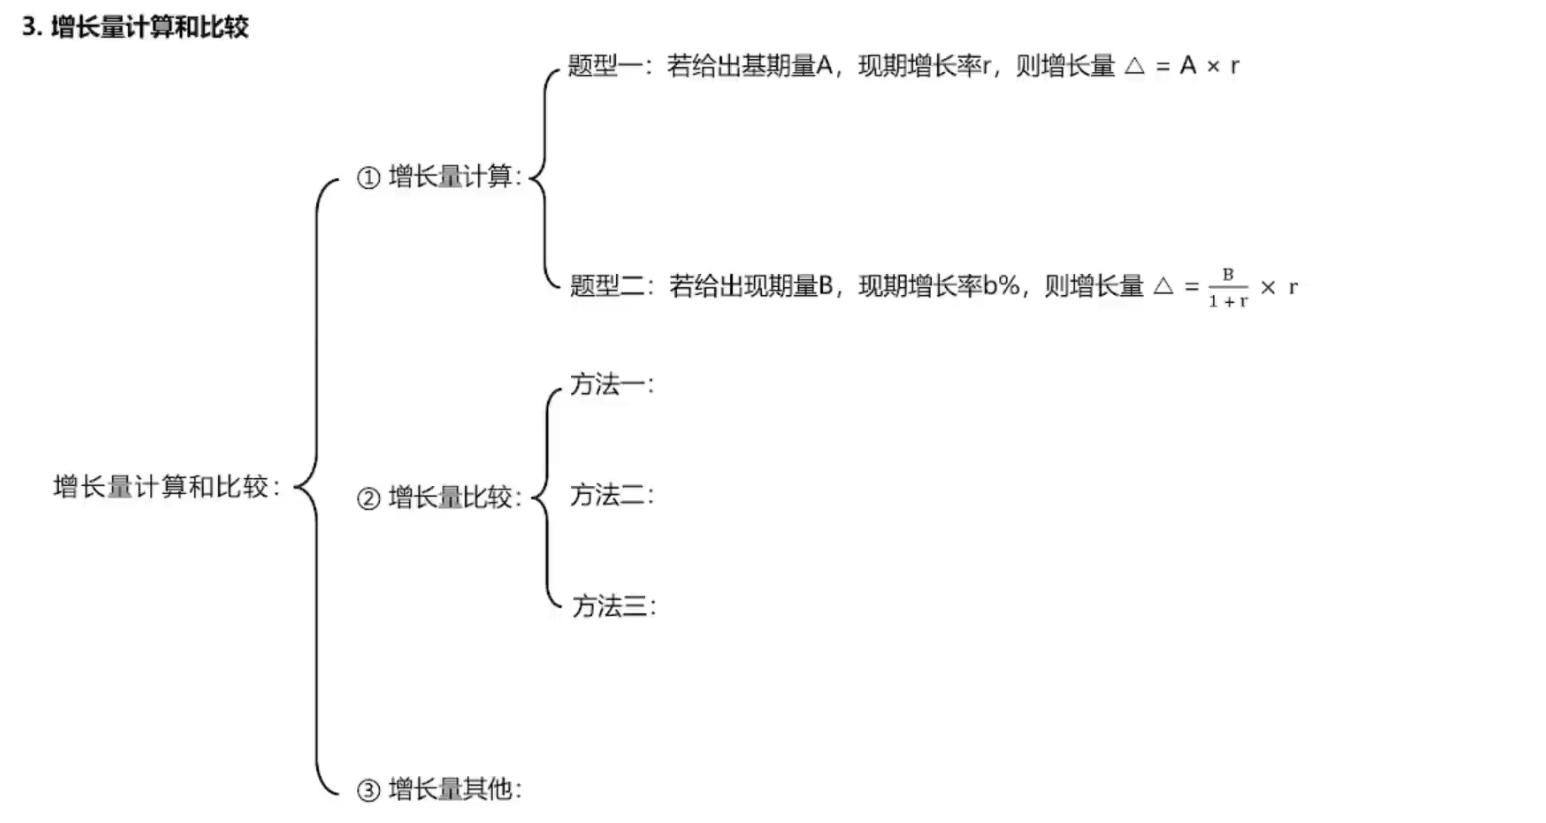 3. 增长量计算和比较
题型一：若给出基期量A，现期增长率r，则增长量 △ = A × r
① 增长量计算：
题型二：若给出现期量B，现期增长率b%，则增长量 △ = B/(1 + r) × r
方法一：
增长量计算和比较：
② 增长量比较：
方法二：
方法三：
③ 增长量其他：